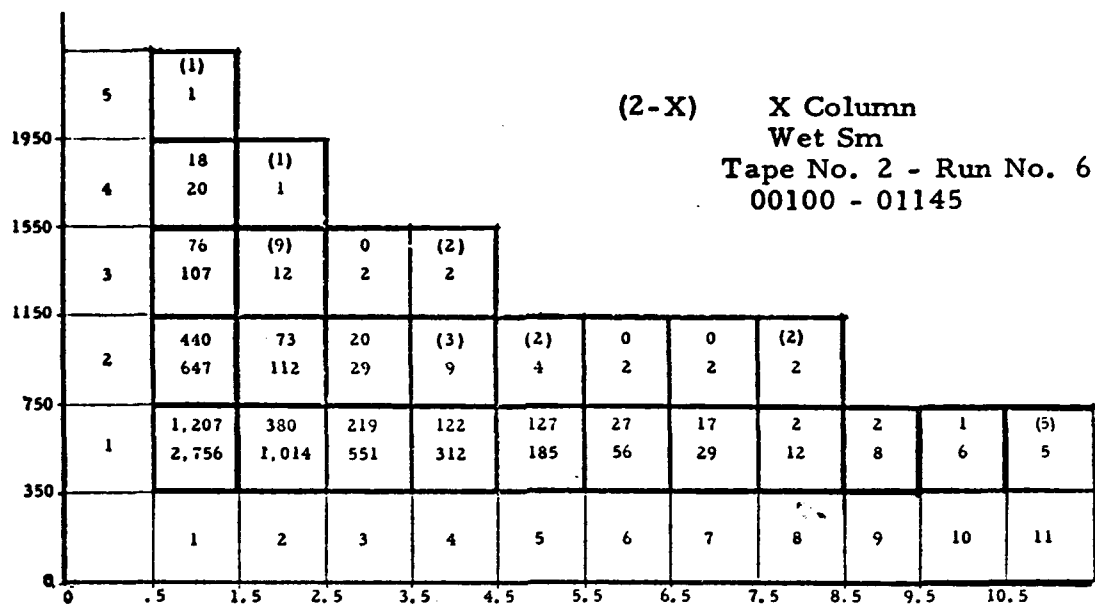 (1)
5 1
(2-X) X Column
Wet Sm
Tape No. 2 - Run No. 6
00100 - 01145
1950
18 (1)
4 20 1
1550
76 (9) 0 (2)
3 107 12 2 2
1150
440 73 20 (3) (2) 0 0 (2)
2 647 112 29 9 4 2 2 2
750
1,207 380 219 122 127 27 17 2 2 1 (5)
1 2,756 1,014 551 312 185 56 29 12 8 6 5
350
1 2 3 4 5 6 7 8 9 10 11
0
0 .5 1.5 2.5 3.5 4.5 5.5 6.5 7.5 8.5 9.5 10.5